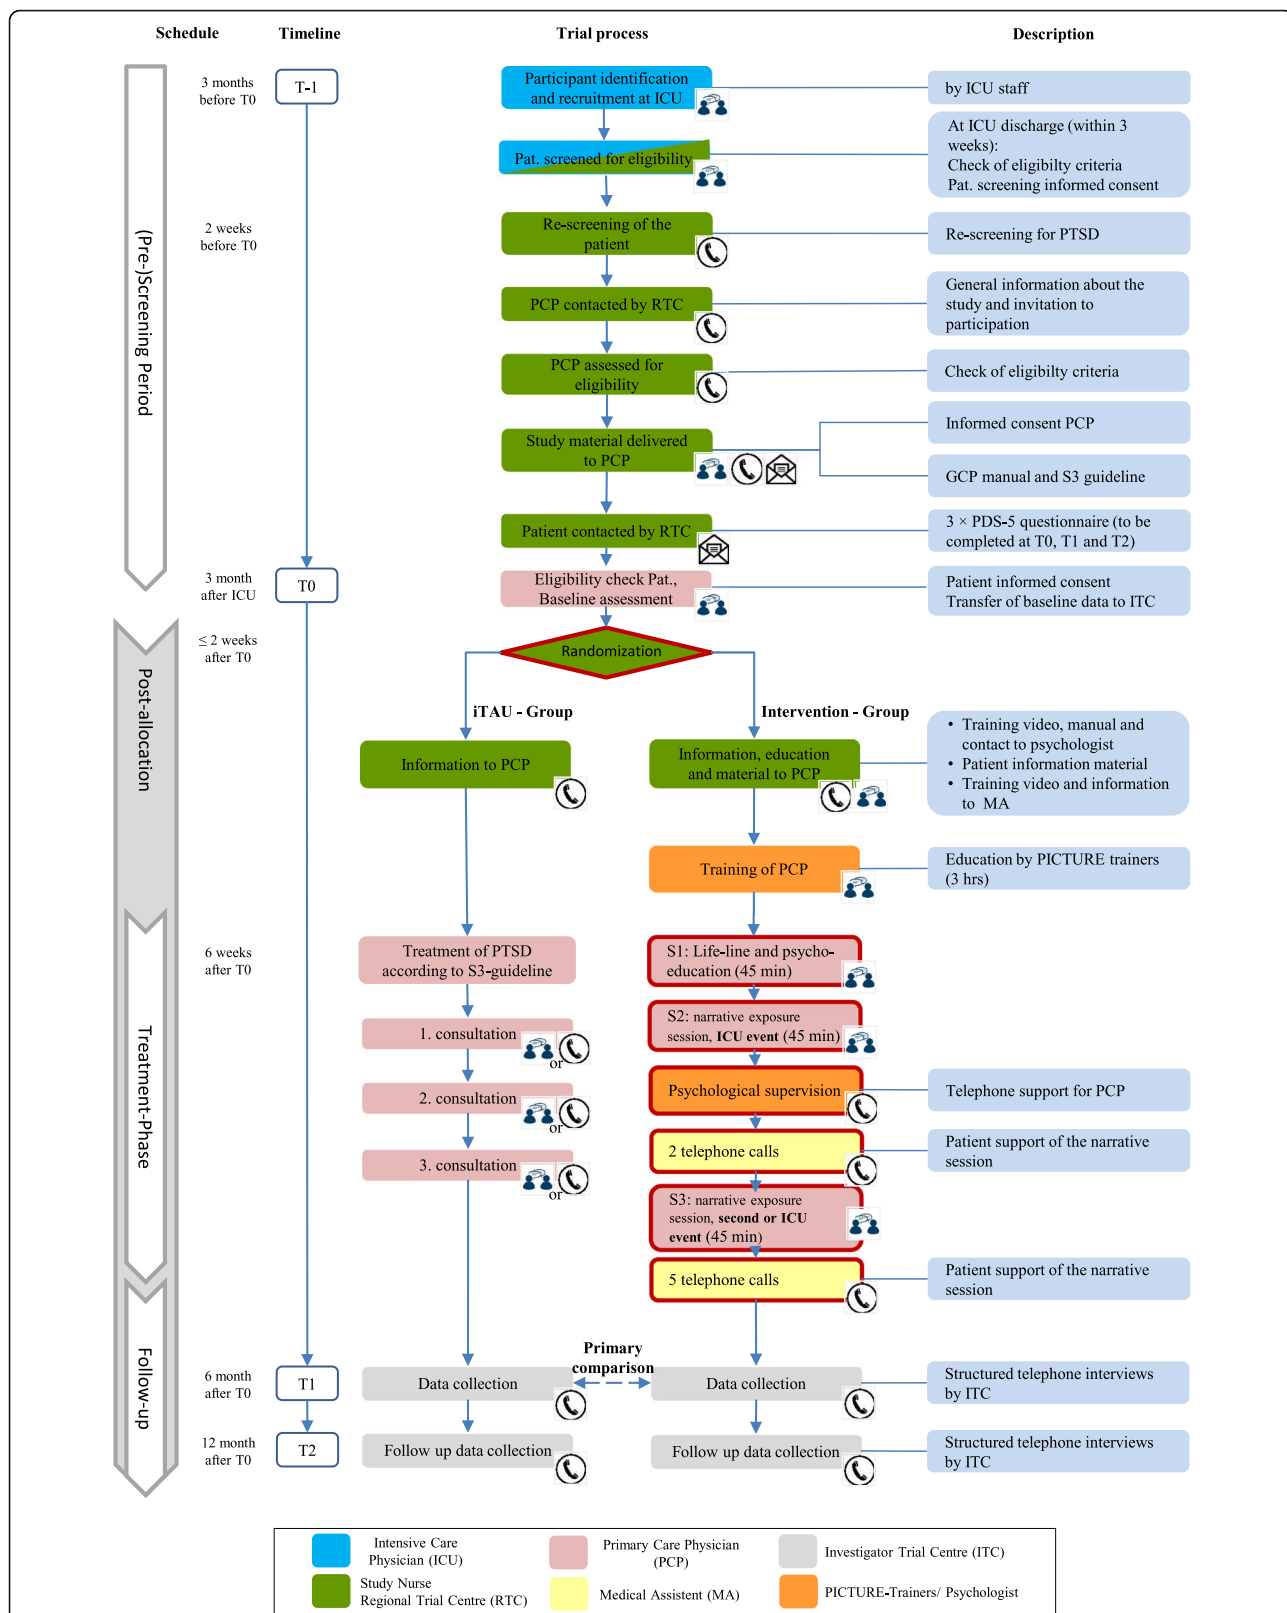 Schedule
Timeline
Trial process
Description
(Pre-)Screening Period
Post-allocation
Treatment-Phase
Follow-up
3 months
before T0
T-1
Participant identification
and recruitment at ICU
by ICU staff
Pat. screened for eligibility
At ICU discharge (within 3
weeks):
Check of eligibilty criteria
Pat. screening informed consent
2 weeks
before T0
Re-screening of the
patient
Re-screening for PTSD
PCP contacted by RTC
General information about the
study and invitation to
participation
PCP assessed for
eligibility
Check of eligibilty criteria
Study material delivered
to PCP
Informed consent PCP
GCP manual and S3 guideline
Patient contacted by RTC
3 × PDS-5 questionnaire (to be
completed at T0, T1 and T2)
3 month
after ICU
T0
Eligibility check Pat.,
Baseline assessment
Patient informed consent
Transfer of baseline data to ITC
≤ 2 weeks
after T0
Randomization
iTAU - Group
Intervention - Group
Information to PCP
Information, education
and material to PCP
• Training video, manual and
contact to psychologist
• Patient information material
• Training video and information
to MA
Training of PCP
Education by PICTURE trainers
(3 hrs)
6 weeks
after T0
Treatment of PTSD
according to S3-guideline
S1: Life-line and psycho-
education (45 min)
1. consultation
or
S2: narrative exposure
session, ICU event (45 min)
2. consultation
or
Psychological supervision
Telephone support for PCP
3. consultation
or
2 telephone calls
Patient support of the narrative
session
S3: narrative exposure
session, second or ICU
event (45 min)
5 telephone calls
Patient support of the narrative
session
Primary
comparison
6 month
after T0
T1
Data collection
Data collection
Structured telephone interviews
by ITC
12 month
after T0
T2
Follow up data collection
Follow up data collection
Structured telephone interviews
by ITC
Intensive Care
Physician (ICU)
Primary Care Physician
(PCP)
Investigator Trial Centre (ITC)
Study Nurse
Regional Trial Centre (RTC)
Medical Assistent (MA)
PICTURE-Trainers/ Psychologist